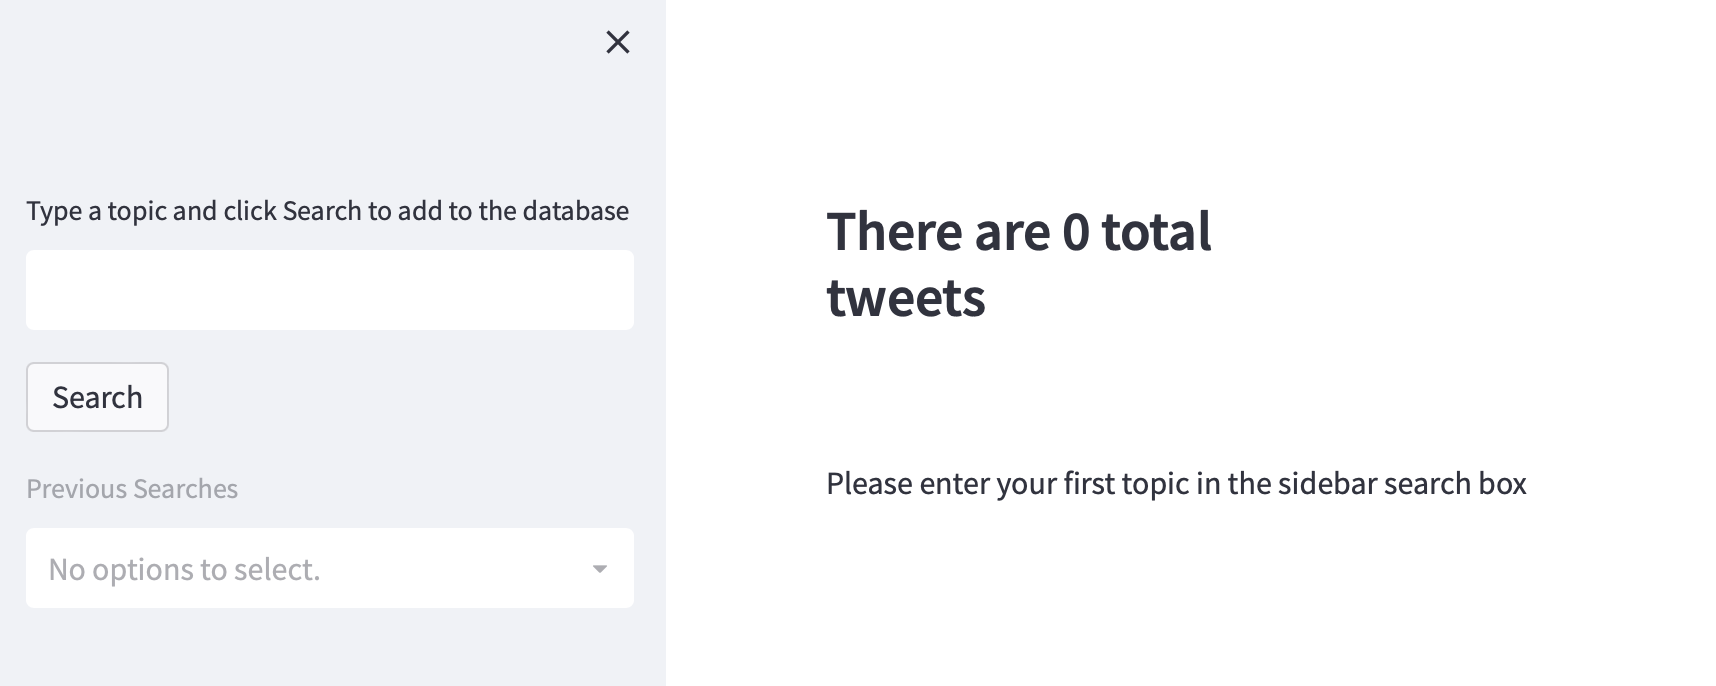 Type a topic and click Search to add to the database
Search
Previous Searches
No options to select.
There are 0 total
tweets
Please enter your first topic in the sidebar search box